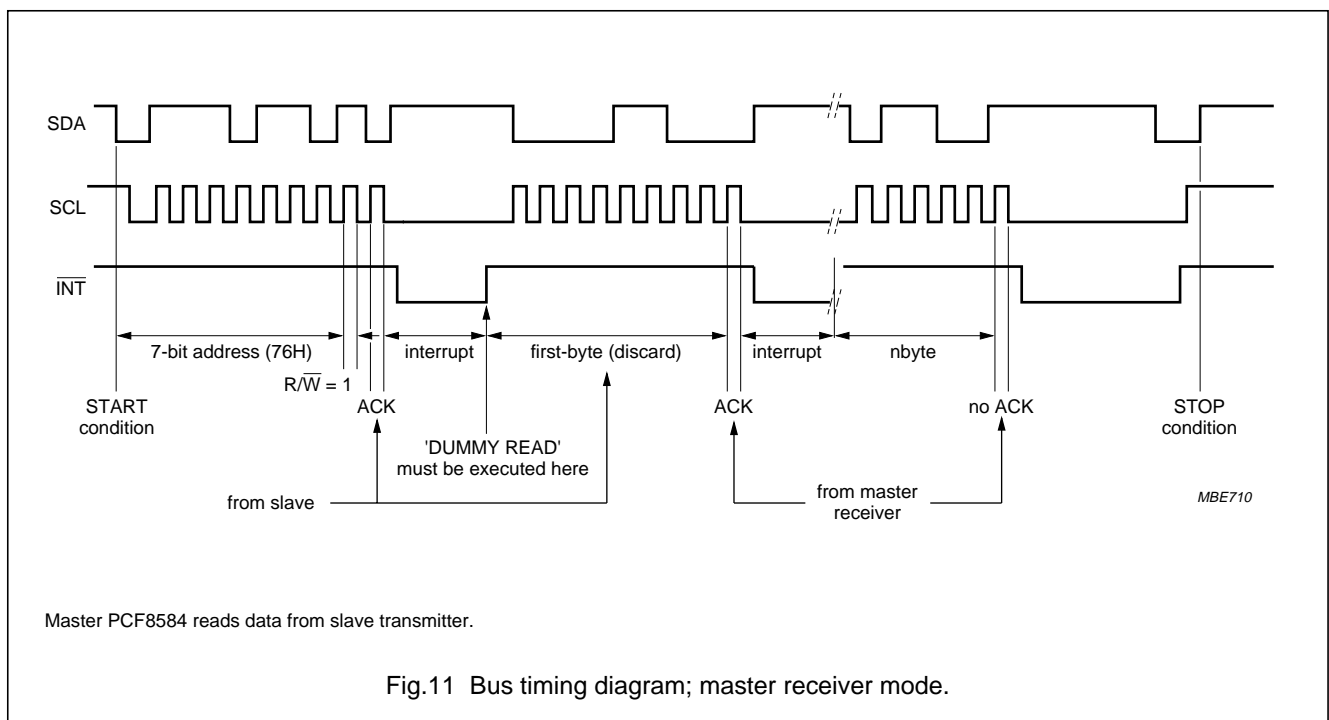 SDA
SCL
INT
7-bit address (76H)
interrupt
first-byte (discard)
interrupt
nbyte
R/W = 1
START
condition
ACK
ACK
no ACK
STOP
condition
'DUMMY READ'
must be executed here
from slave
from master
receiver
MBE710
Master PCF8584 reads data from slave transmitter.
Fig.11 Bus timing diagram; master receiver mode.